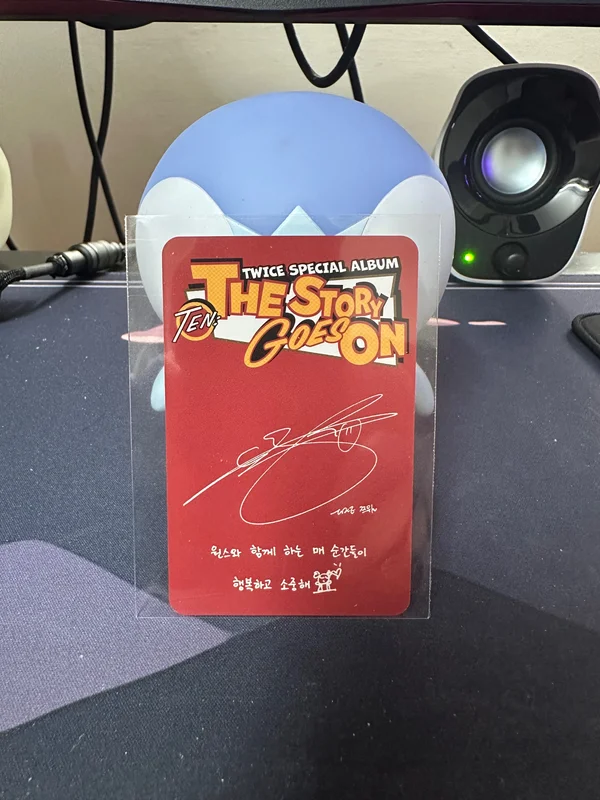 TWICE SPECIAL ALBUM
TEN:
THE STORY
GOES ON
원스와 함께 하는 매 순간들이
행복하고 소중해